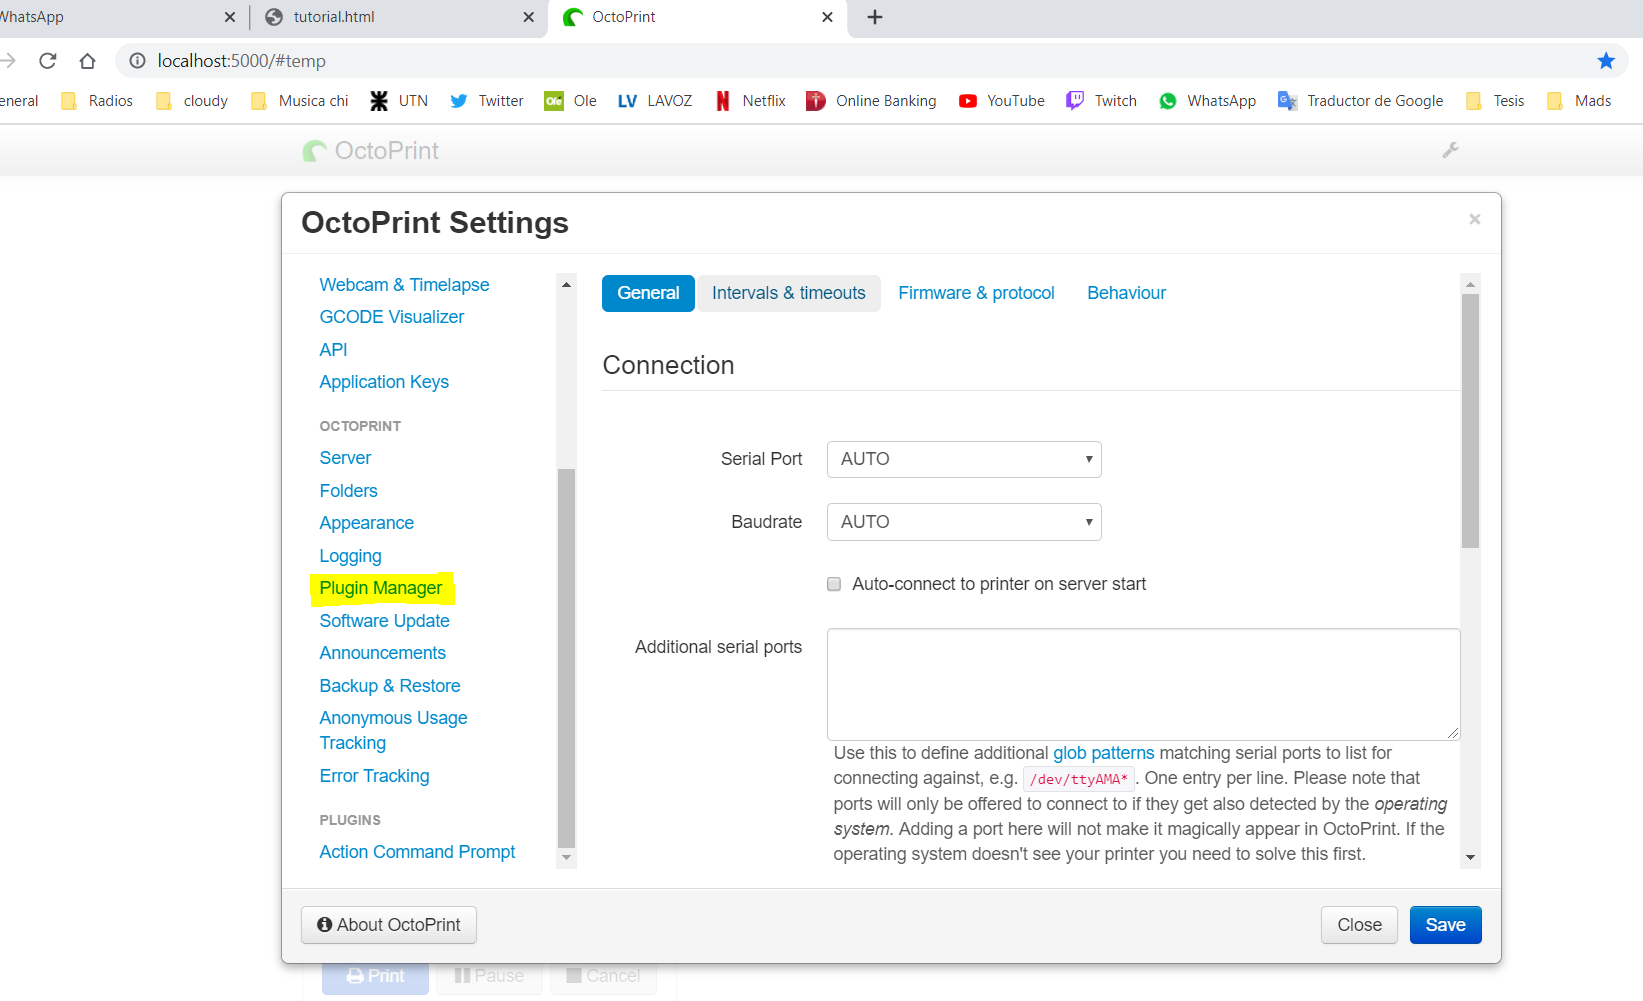 WhatsApp
tutorial.html
OctoPrint
localhost:5000/#temp
eneral Radios cloudy Musica chi UTN Twitter Ole LAVOZ Netflix Online Banking YouTube Twitch WhatsApp Traductor de Google Tesis Mads
OctoPrint
OctoPrint Settings
Webcam & Timelapse
GCODE Visualizer
API
Application Keys
OCTOPRINT
Server
Folders
Appearance
Logging
Plugin Manager
Software Update
Announcements
Backup & Restore
Anonymous Usage
Tracking
Error Tracking
PLUGINS
Action Command Prompt
General Intervals & timeouts Firmware & protocol Behaviour
Connection
Serial Port AUTO
Baudrate AUTO
Auto-connect to printer on server start
Additional serial ports
Use this to define additional glob patterns matching serial ports to list for
connecting against, e.g. /dev/ttyAMA*. One entry per line. Please note that
ports will only be offered to connect to if they get also detected by the operating
system. Adding a port here will not make it magically appear in OctoPrint. If the
operating system doesn't see your printer you need to solve this first.
About OctoPrint
Close Save
Print Pause Cancel